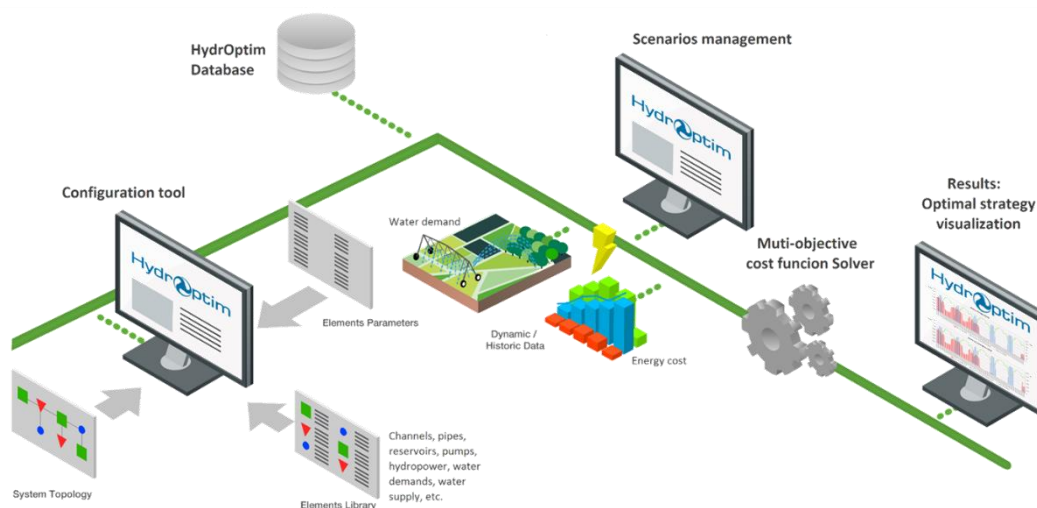 HydrOptim
Database
Scenarios management
HydrOptim
Configuration tool
Results:
Optimal strategy
visualization
Water demand
Muti-objective
cost funcion Solver
HydrOptim
HydrOptim
Elements Parameters
Dynamic /
Historic Data
Energy cost
Channels, pipes,
reservoirs, pumps,
hydropower, water
demands, water
supply, etc.
System Topology
Elements Library